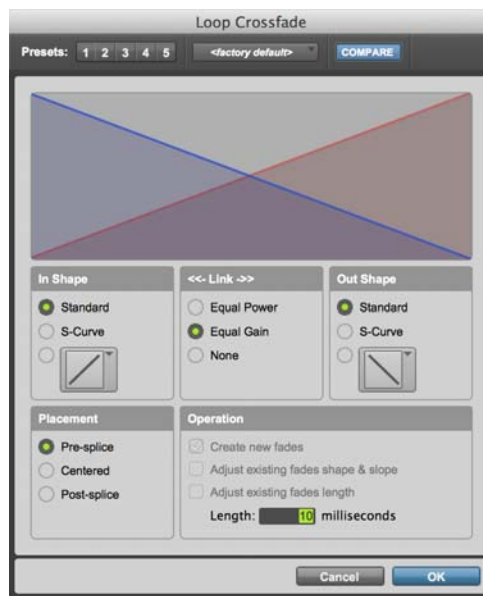 Loop Crossfade
Presets: 1 2 3 4 5 <factory default> COMPARE
In Shape
Standard
S-Curve
<<- Link ->>
Equal Power
Equal Gain
None
Out Shape
Standard
S-Curve
Placement
Pre-splice
Centered
Post-splice
Operation
Create new fades
Adjust existing fades shape & slope
Adjust existing fades length
Length: 10 milliseconds
Cancel OK